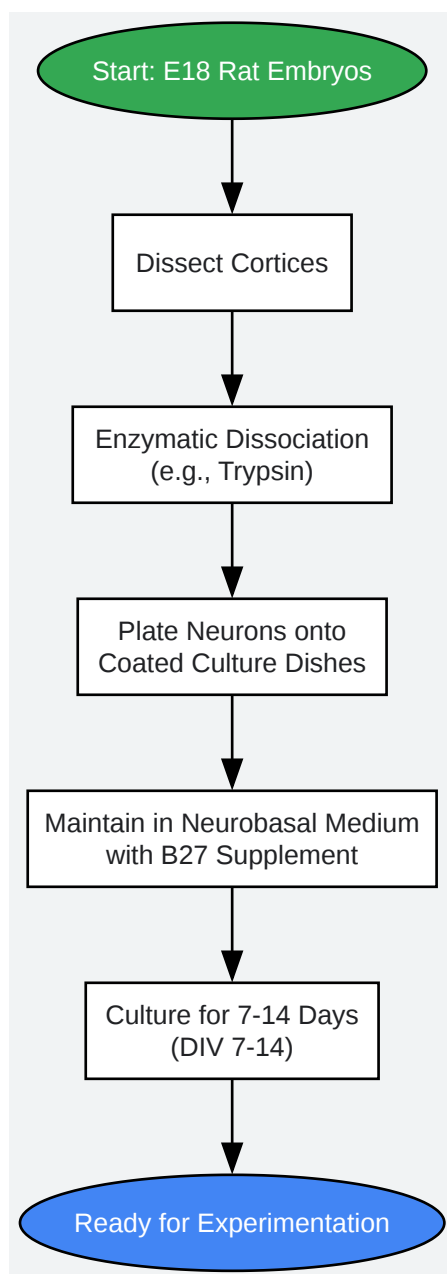 Start: E18 Rat Embryos
Dissect Cortices
Enzymatic Dissociation
(e.g., Trypsin)
Plate Neurons onto
Coated Culture Dishes
Maintain in Neurobasal Medium
with B27 Supplement
Culture for 7-14 Days
(DIV 7-14)
Ready for Experimentation